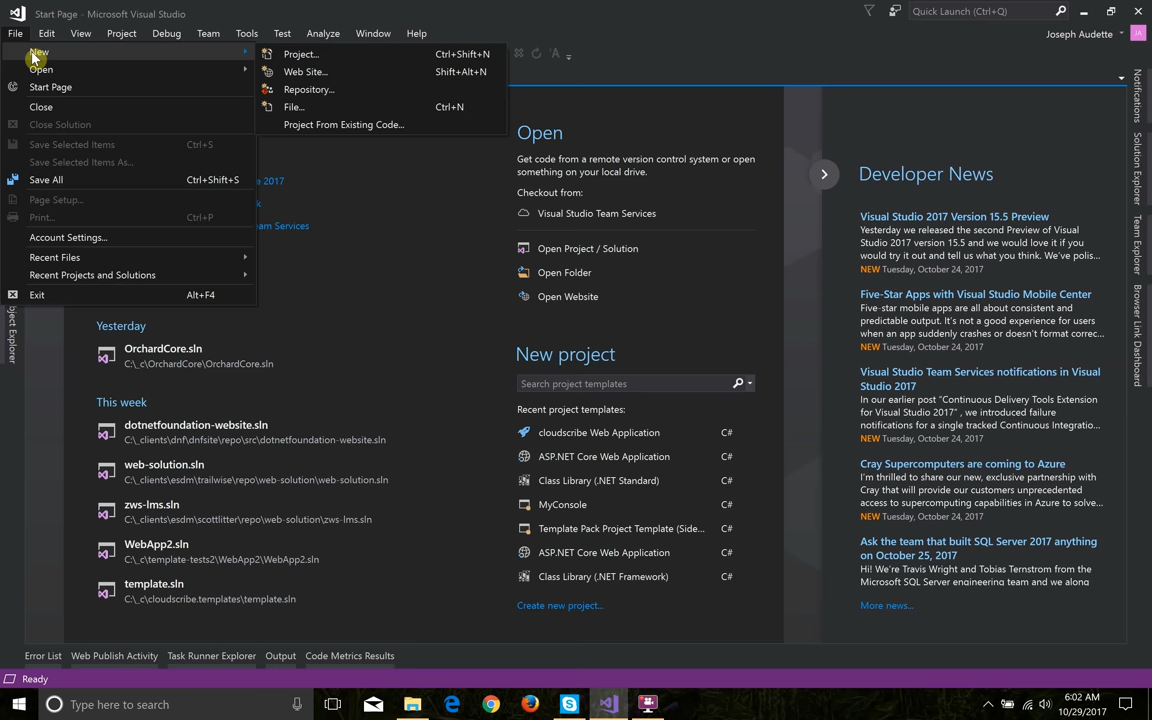 Start Page - Microsoft Visual Studio
Quick Launch (Ctrl+Q)
File Edit View Project Debug Team Tools Test Analyze Window Help
Joseph Audette JA
New
Open
Start Page
Close
Close Solution
Save Selected Items Ctrl+S
Save Selected Items As...
Save All Ctrl+Shift+S
Page Setup...
Print... Ctrl+P
Account Settings...
Recent Files
Recent Projects and Solutions
Exit Alt+F4
Project... Ctrl+Shift+N
Web Site... Shift+Alt+N
Repository...
File... Ctrl+N
Project From Existing Code...
2017
Services
Yesterday
OrchardCore.sln
C:\_c\OrchardCore\OrchardCore.sln
This week
dotnetfoundation-website.sln
C:\_clients\dnf\dnfsite\repo\src\dotnetfoundation-website.sln
web-solution.sln
C:\_clients\esdm\trailwise\repo\web-solution\web-solution.sln
zws-lms.sln
C:\_clients\esdm\scottlitter\repo\web-solution\zws-lms.sln
WebApp2.sln
C:\_c\template-tests2\WebApp2\WebApp2.sln
template.sln
C:\_c\cloudscribe.templates\template.sln
Open
Get code from a remote version control system or open
something on your local drive.
Checkout from:
Visual Studio Team Services
Open Project / Solution
Open Folder
Open Website
New project
Search project templates
Recent project templates:
cloudscribe Web Application C#
ASP.NET Core Web Application C#
Class Library (.NET Standard) C#
MyConsole C#
Template Pack Project Template (Side... C#
ASP.NET Core Web Application C#
Class Library (.NET Framework) C#
Create new project...
Developer News
Visual Studio 2017 Version 15.5 Preview
Yesterday we released the second Preview of Visual
Studio 2017 version 15.5 and we would love it if you
would try it out and tell us what you think. We've polis...
NEW Tuesday, October 24, 2017
Five-Star Apps with Visual Studio Mobile Center
Five-star mobile apps are all about consistent and
predictable output. It's not a good experience for users
when an app suddenly crashes or doesn't format correc...
NEW Tuesday, October 24, 2017
Visual Studio Team Services notifications in Visual
Studio 2017
In our earlier post "Continuous Delivery Tools Extension
for Visual Studio 2017" , we introduced failure
notifications for a single tracked Continuous Integratio...
NEW Tuesday, October 24, 2017
Cray Supercomputers are coming to Azure
I'm thrilled to share our new, exclusive partnership with
Cray that will provide our customers unprecedented
access to supercomputing capabilities in Azure to solve...
NEW Tuesday, October 24, 2017
Ask the team that built SQL Server 2017 anything
on October 25, 2017
Hi! We're Travis Wright and Tobias Ternstrom from the
Microsoft SQL Server engineering team and we along
More news...
Notifications
Solution Explorer
Team Explorer
Browser Link Dashboard
Explorer
Error List Web Publish Activity Task Runner Explorer Output Code Metrics Results
Ready
Type here to search
6:02 AM
10/29/2017